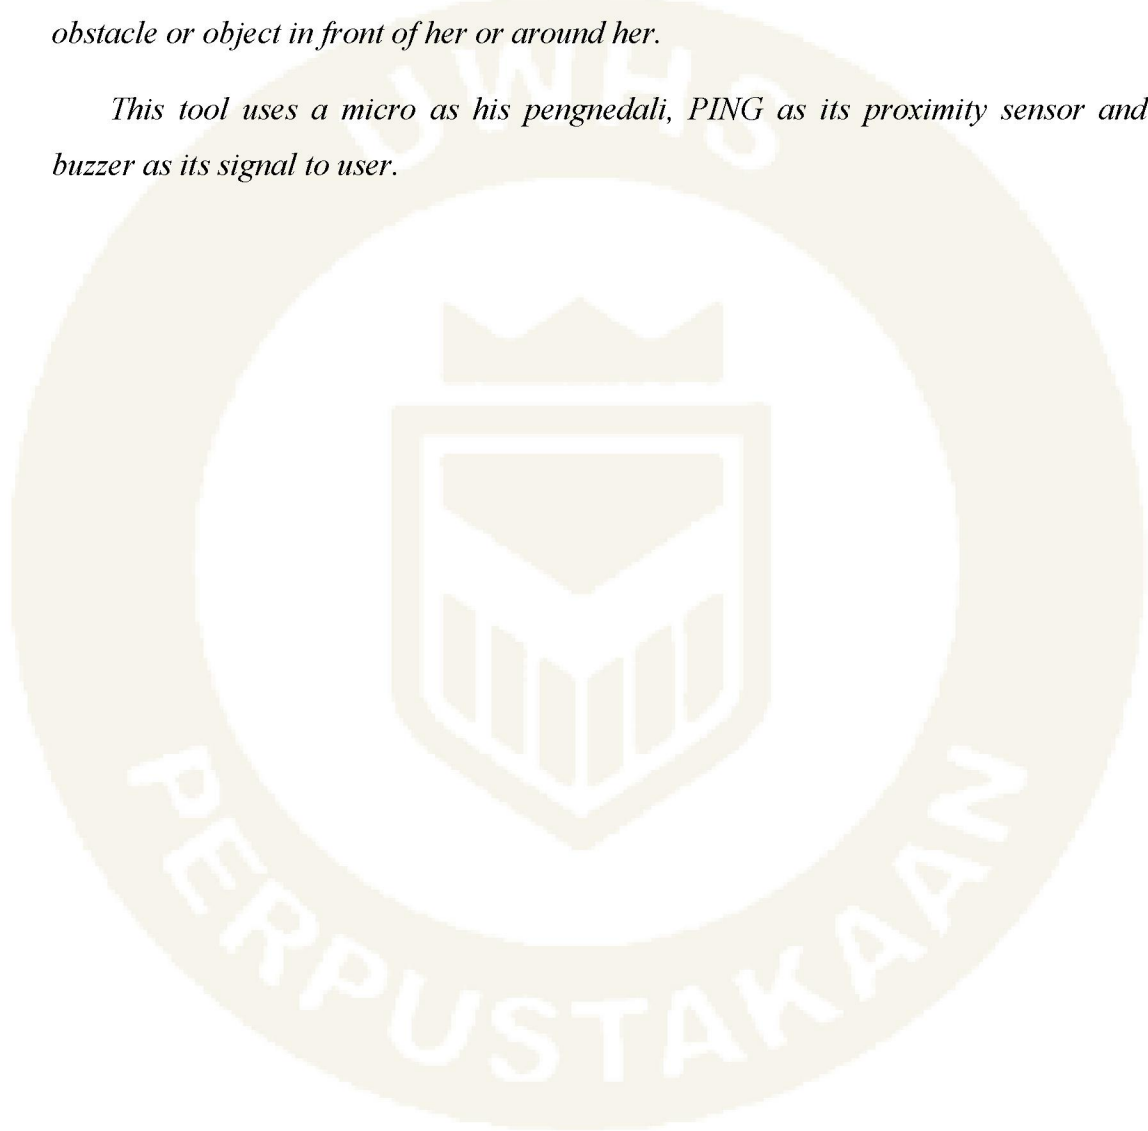 obstacle or object in front of her or around her.
This tool uses a micro as his pengnedali, PING as its proximity sensor and
buzzer as its signal to user.
UWHS
PERPUSTAKAAN